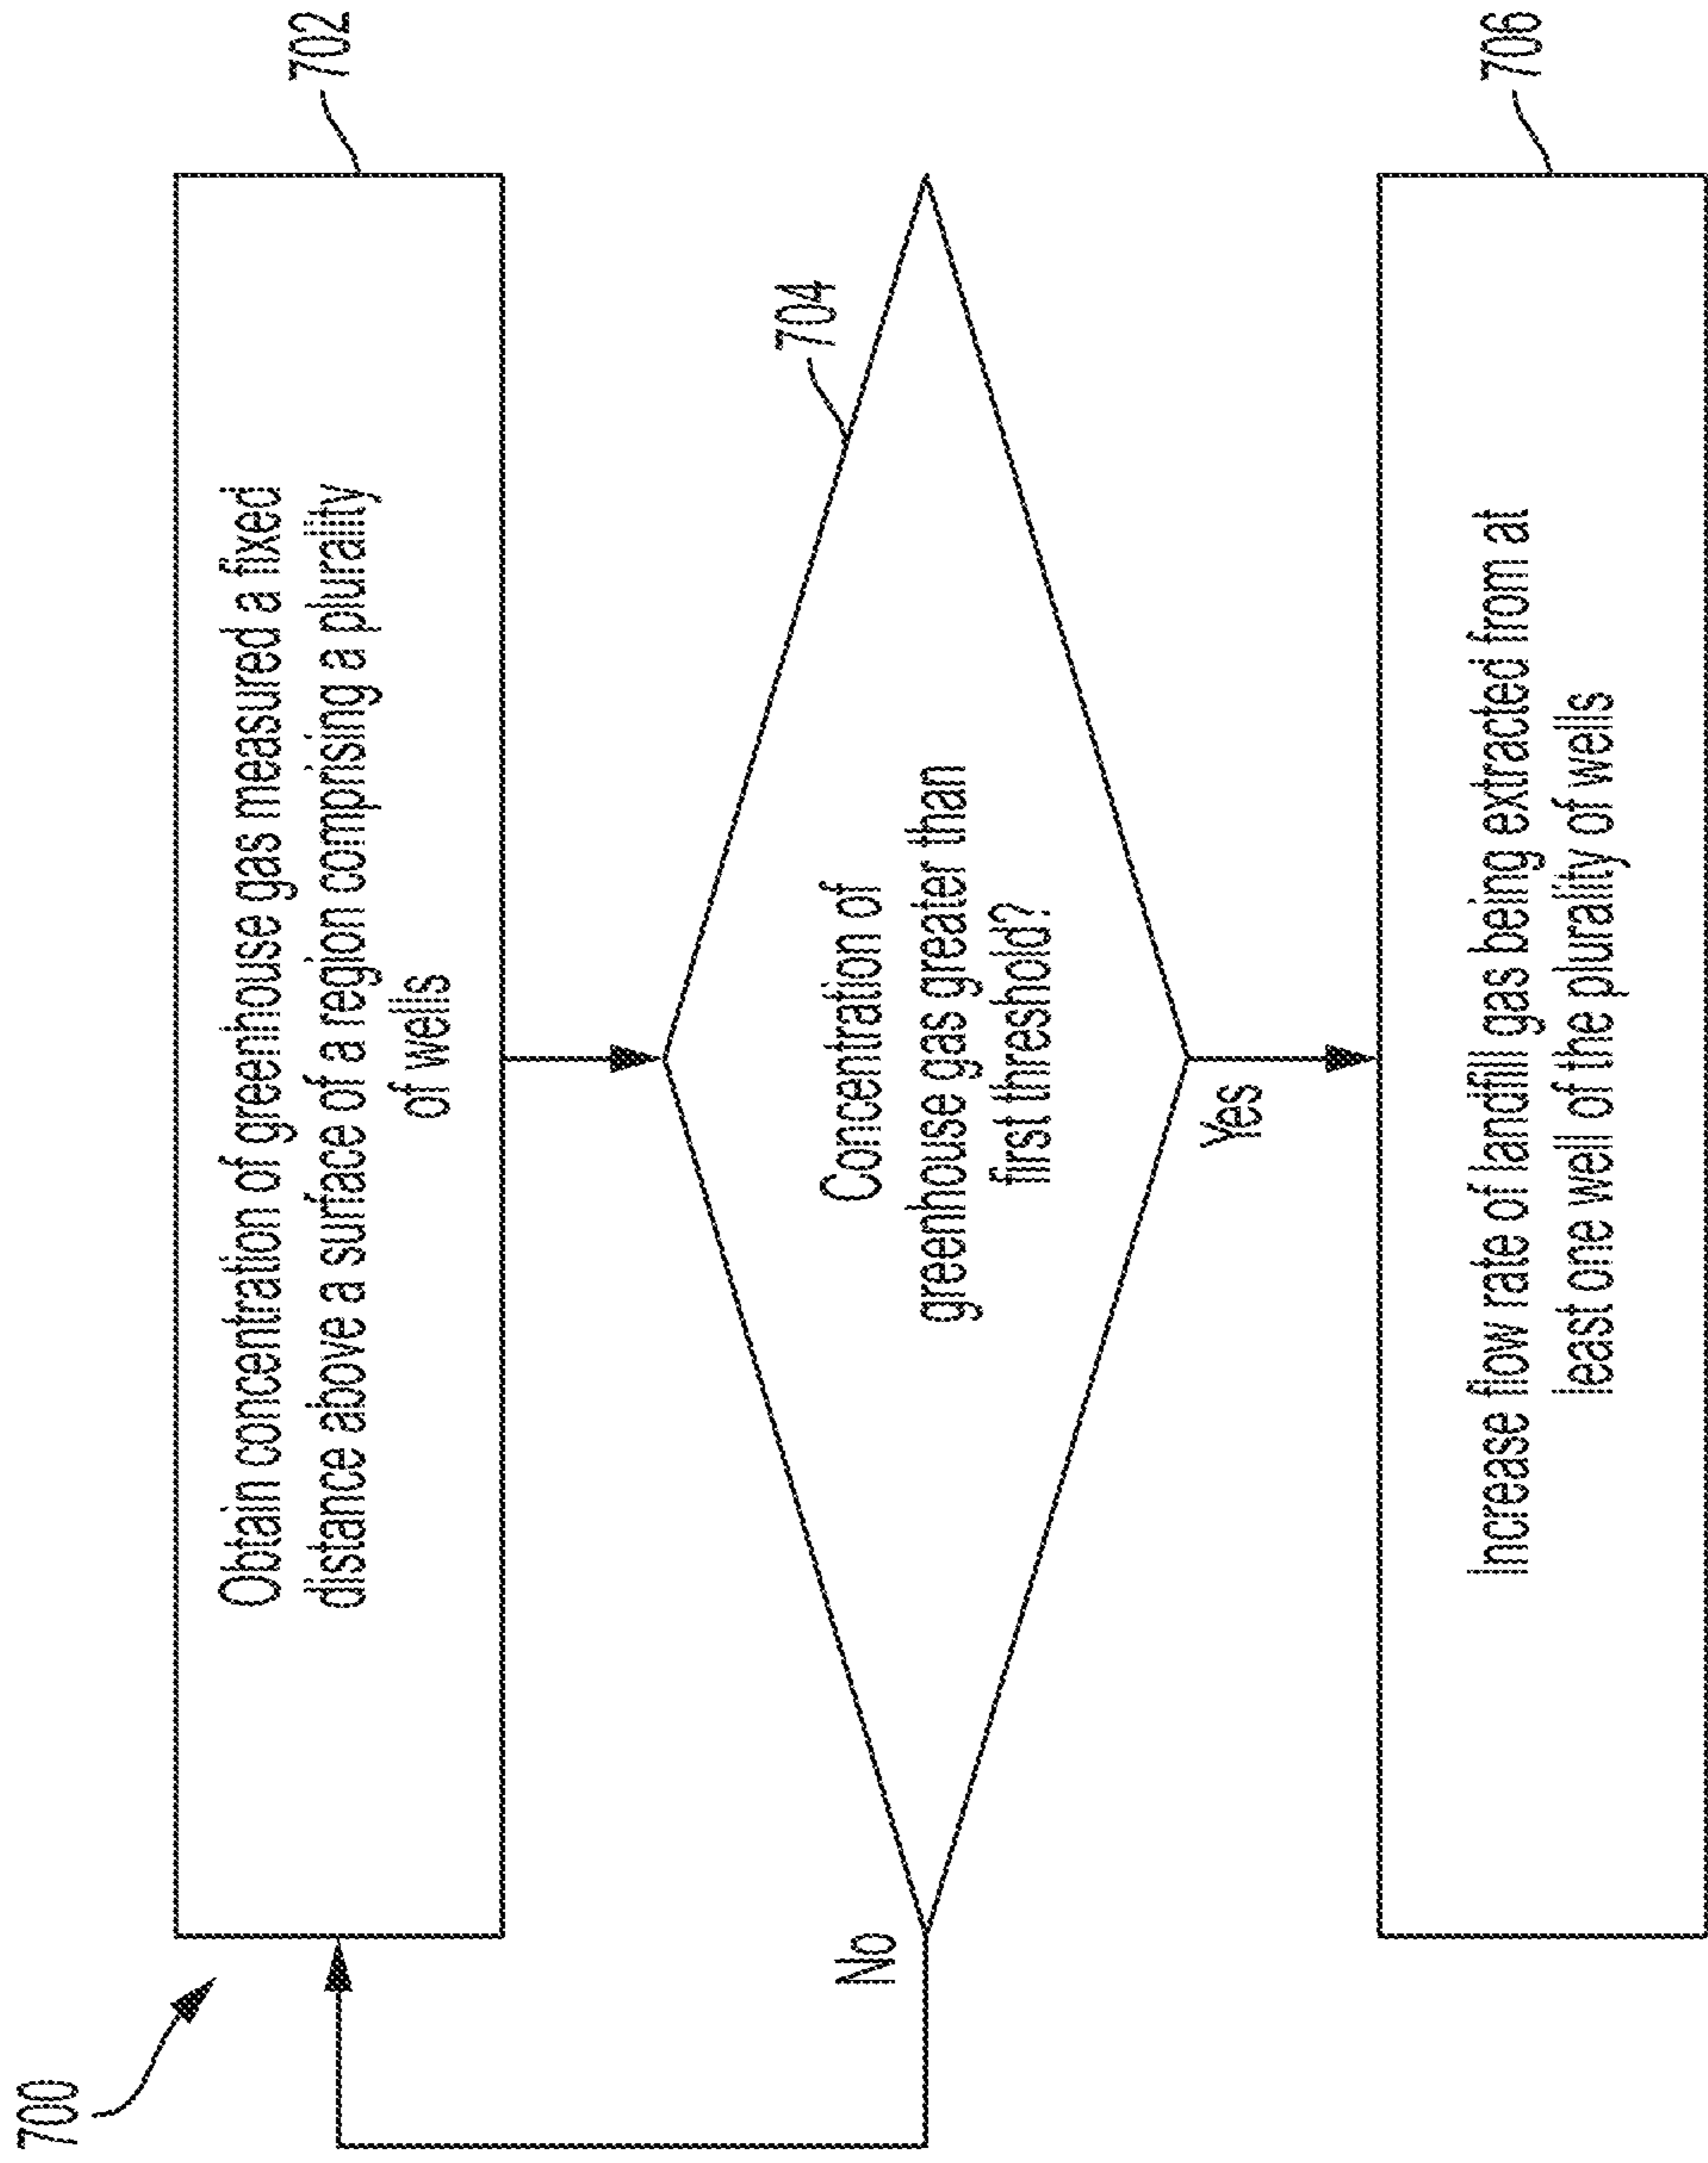 700
Obtain concentration of greenhouse gas measured a fixed
distance above a surface of a region comprising a plurality
of wells
702
704
Concentration of
greenhouse gas greater than
first threshold?
No
Yes
Increase flow rate of landfill gas being extracted from at
least one well of the plurality of wells
706